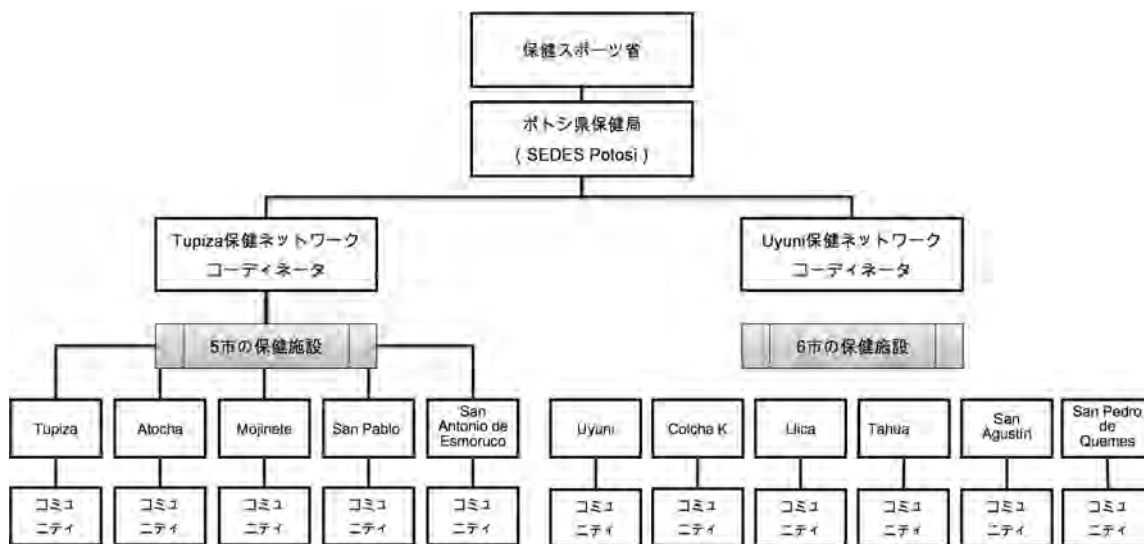 保健スポーツ省
ポトシ県保健局
( SEDES Potosi )
Tupiza保健ネットワーク
コーディネータ
Uyuni保健ネットワーク
コーディネータ
5市の保健施設
6市の保健施設
Tupiza
Atocha
Mojinete
San Pablo
San
Antonio de
Esmoruco
Uyuni
Colcha K
Llica
Tahua
San
Agustín
San Pedro
de
Quemes
コミュ
ニティ
コミュ
ニティ
コミュ
ニティ
コミュ
ニティ
コミュ
ニティ
コミュ
ニティ
コミュ
ニティ
コミュ
ニティ
コミュ
ニティ
コミュ
ニティ
コミュ
ニティ